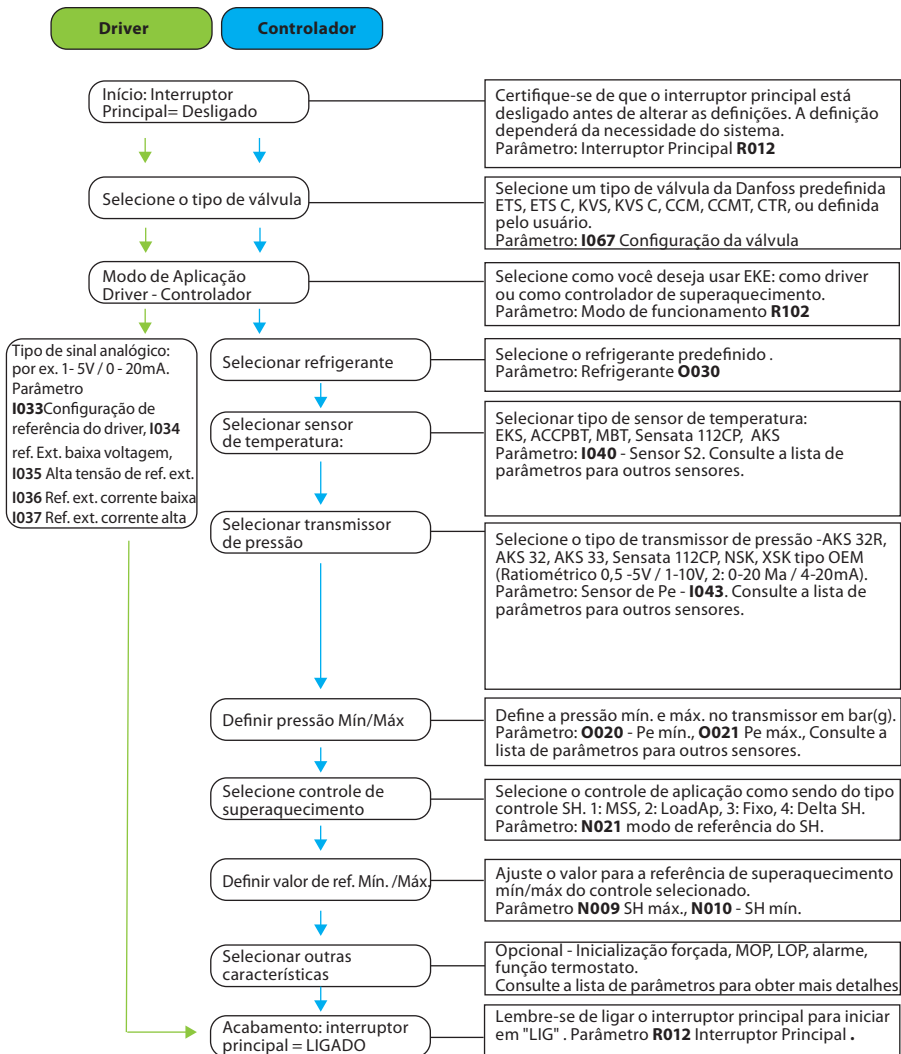 Driver
Controlador
Início: Interruptor
Principal= Desligado
Certifique-se de que o interruptor principal está
desligado antes de alterar as definições. A definição
dependerá da necessidade do sistema.
Parâmetro: Interruptor Principal R012
Selecione o tipo de válvula
Selecione um tipo de válvula da Danfoss predefinida
ETS, ETS C, KVS, KVS C, CCM, CCMT, CTR, ou definida
pelo usuário.
Parâmetro: I067 Configuração da válvula
Modo de Aplicação
Driver - Controlador
Selecione como você deseja usar EKE: como driver
ou como controlador de superaquecimento.
Parâmetro: Modo de funcionamento R102
Tipo de sinal analógico:
por ex. 1- 5V / 0 - 20mA.
Parâmetro
I033Configuração de
referência do driver, I034
ref. Ext. baixa voltagem,
I035 Alta tensão de ref. ext.
I036 Ref. ext. corrente baixa
I037 Ref. ext. corrente alta
Selecionar refrigerante
Selecione o refrigerante predefinido .
Parâmetro: Refrigerante O030
Selecionar sensor
de temperatura:
Selecionar tipo de sensor de temperatura:
EKS, ACCPBT, MBT, Sensata 112CP, AKS
Parâmetro: I040 - Sensor S2. Consulte a lista de
parâmetros para outros sensores.
Selecionar transmissor
de pressão
Selecione o tipo de transmissor de pressão -AKS 32R,
AKS 32, AKS 33, Sensata 112CP, NSK, XSK tipo OEM
(Ratiométrico 0,5 -5V / 1-10V, 2: 0-20 Ma / 4-20mA).
Parâmetro: Sensor de Pe - I043. Consulte a lista de
parâmetros para outros sensores.
Definir pressão Mín/Máx
Define a pressão mín. e máx. no transmissor em bar(g).
Parâmetro: O020 - Pe mín., O021 Pe máx., Consulte a
lista de parâmetros para outros sensores.
Selecione controle de
superaquecimento
Selecione o controle de aplicação como sendo do tipo
controle SH. 1: MSS, 2: LoadAp, 3: Fixo, 4: Delta SH.
Parâmetro: N021 modo de referência do SH.
Definir valor de ref. Mín. /Máx.
Ajuste o valor para a referência de superaquecimento
mín/máx do controle selecionado.
Parâmetro N009 SH máx., N010 - SH mín.
Selecionar outras
características
Opcional - Inicialização forçada, MOP, LOP, alarme,
função termostato.
Consulte a lista de parâmetros para obter mais detalhes
Acabamento: interruptor
principal = LIGADO
Lembre-se de ligar o interruptor principal para iniciar
em "LIG" . Parâmetro R012 Interruptor Principal .